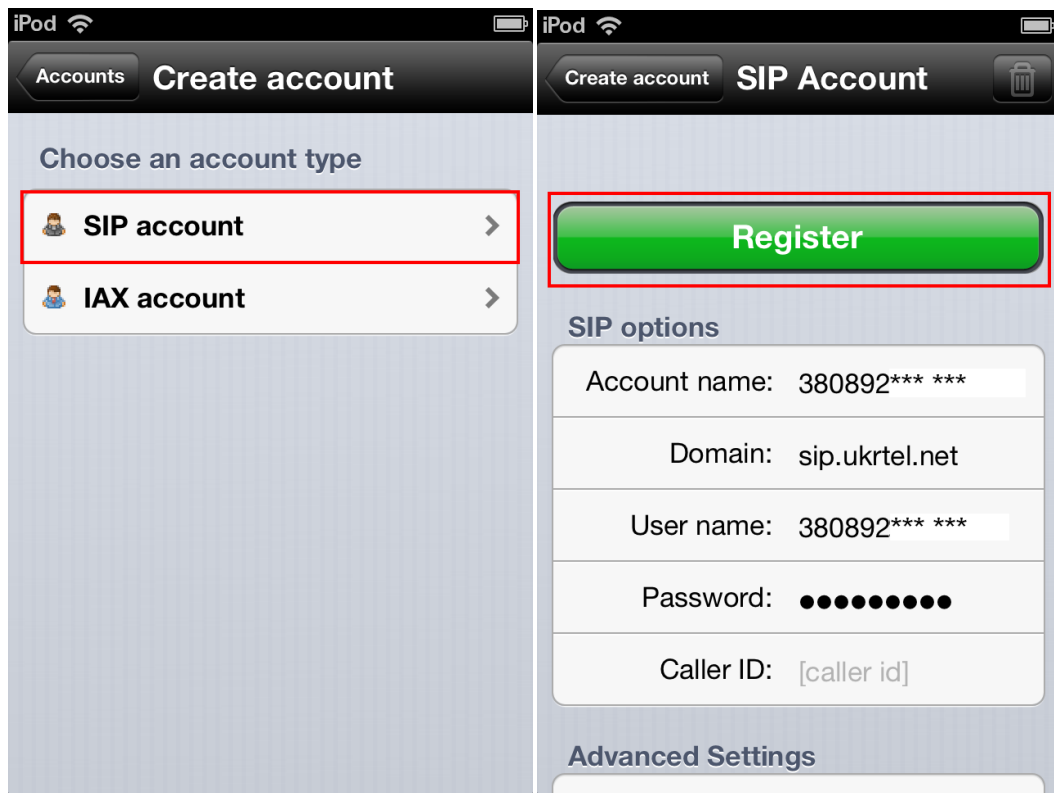 iPod
Accounts
Create account
Choose an account type
SIP account
IAX account
iPod
Create account
SIP Account
Register
SIP options
Account name: 380892*** ***
Domain: sip.ukrtel.net
User name: 380892*** ***
Password: ●●●●●●●●●
Caller ID: [caller id]
Advanced Settings